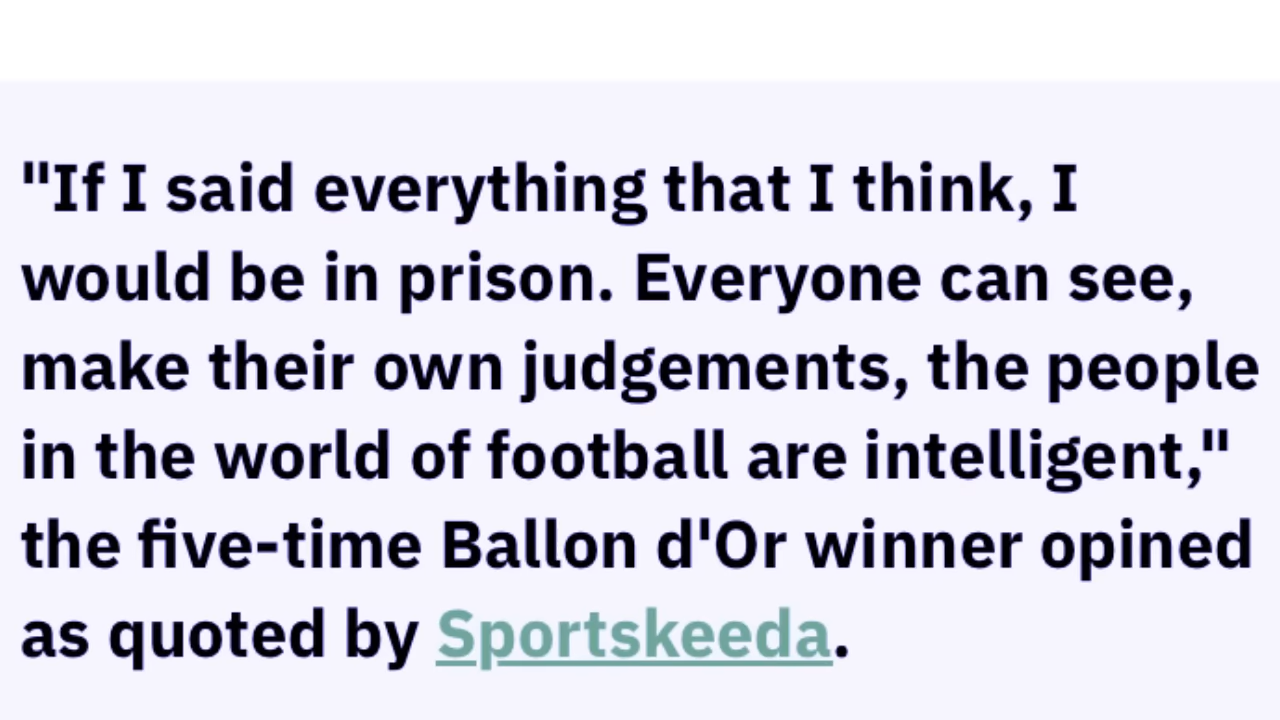 "If I said everything that I think, I
would be in prison. Everyone can see,
make their own judgements, the people
in the world of football are intelligent,"
the five-time Ballon d'Or winner opined
as quoted by Sportskeeda.